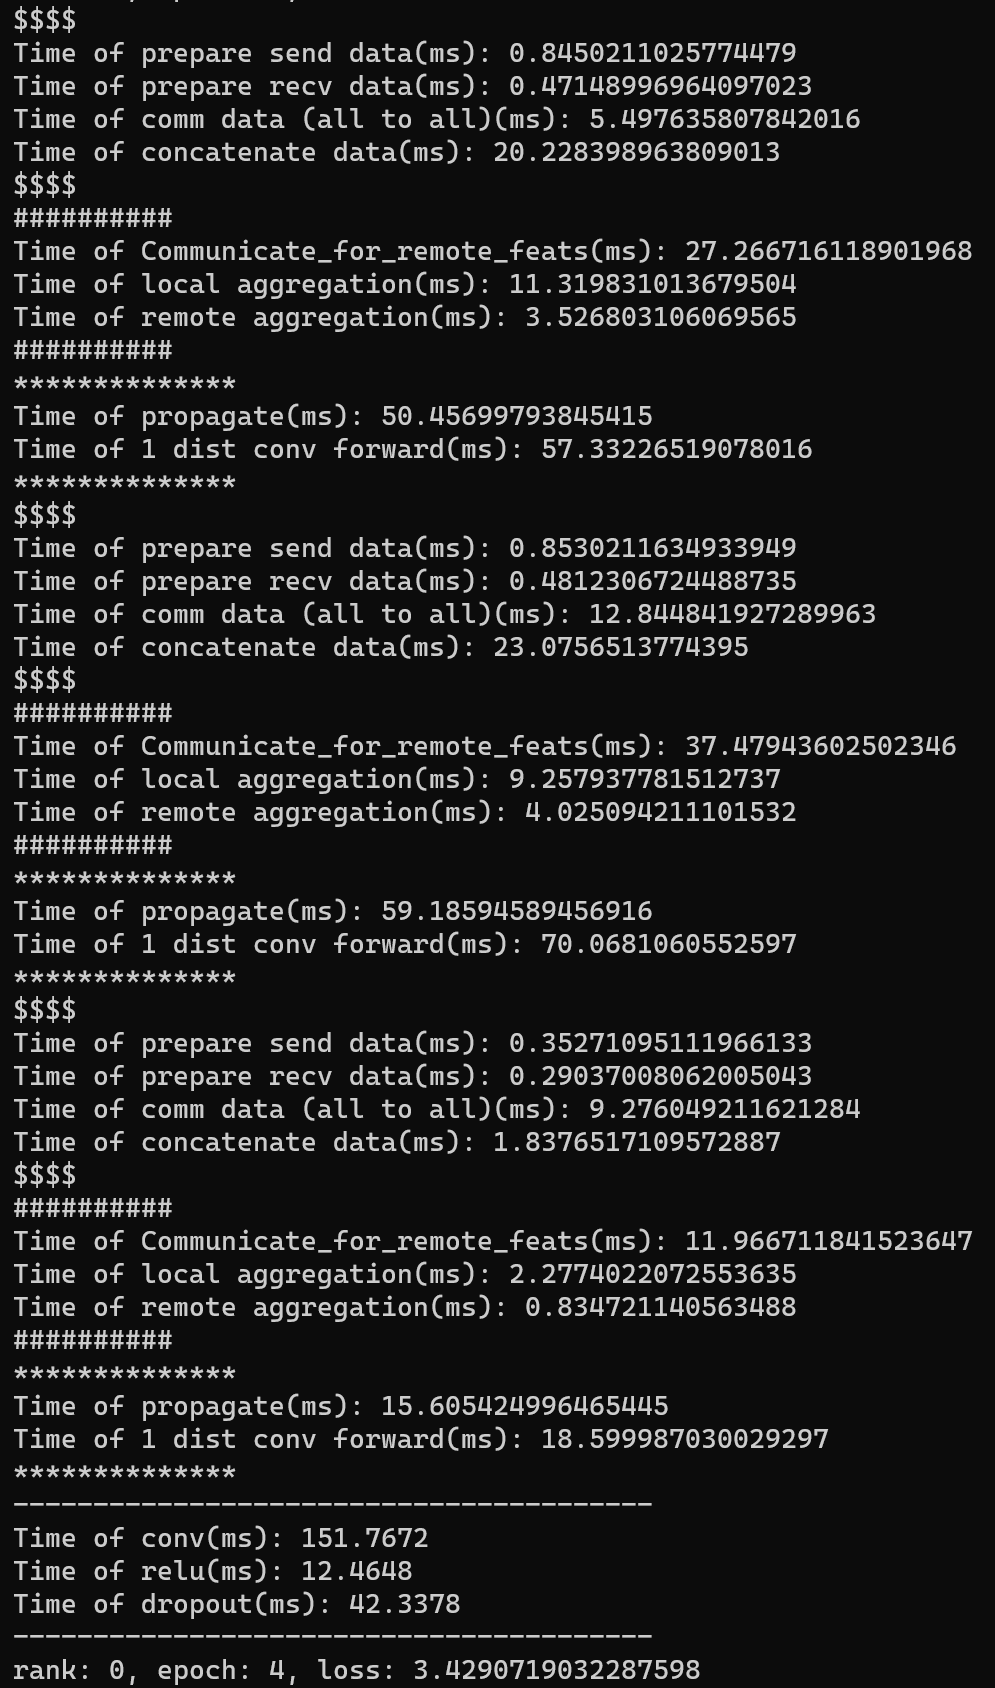 $$$$
Time of prepare send data(ms): 0.8450211025774479
Time of prepare recv data(ms): 0.47148996964097023
Time of comm data (all to all)(ms): 5.497635807842016
Time of concatenate data(ms): 20.228398963809013
$$$$
##########
Time of Communicate_for_remote_feats(ms): 27.266716118901968
Time of local aggregation(ms): 11.319831013679504
Time of remote aggregation(ms): 3.526803106069565
##########
**************
Time of propagate(ms): 50.45699793845415
Time of 1 dist conv forward(ms): 57.33226519078016
**************
$$$$
Time of prepare send data(ms): 0.8530211634933949
Time of prepare recv data(ms): 0.4812306724488735
Time of comm data (all to all)(ms): 12.844841927289963
Time of concatenate data(ms): 23.0756513774395
$$$$
##########
Time of Communicate_for_remote_feats(ms): 37.47943602502346
Time of local aggregation(ms): 9.257937781512737
Time of remote aggregation(ms): 4.025094211101532
##########
**************
Time of propagate(ms): 59.18594589456916
Time of 1 dist conv forward(ms): 70.0681060552597
**************
$$$$
Time of prepare send data(ms): 0.35271095111966133
Time of prepare recv data(ms): 0.29037008062005043
Time of comm data (all to all)(ms): 9.276049211621284
Time of concatenate data(ms): 1.8376517109572887
$$$$
##########
Time of Communicate_for_remote_feats(ms): 11.966711841523647
Time of local aggregation(ms): 2.2774022072553635
Time of remote aggregation(ms): 0.834721140563488
##########
**************
Time of propagate(ms): 15.605424996465445
Time of 1 dist conv forward(ms): 18.599987030029297
**************
----------------------------------------
Time of conv(ms): 151.7672
Time of relu(ms): 12.4648
Time of dropout(ms): 42.3378
----------------------------------------
rank: 0, epoch: 4, loss: 3.4290719032287598